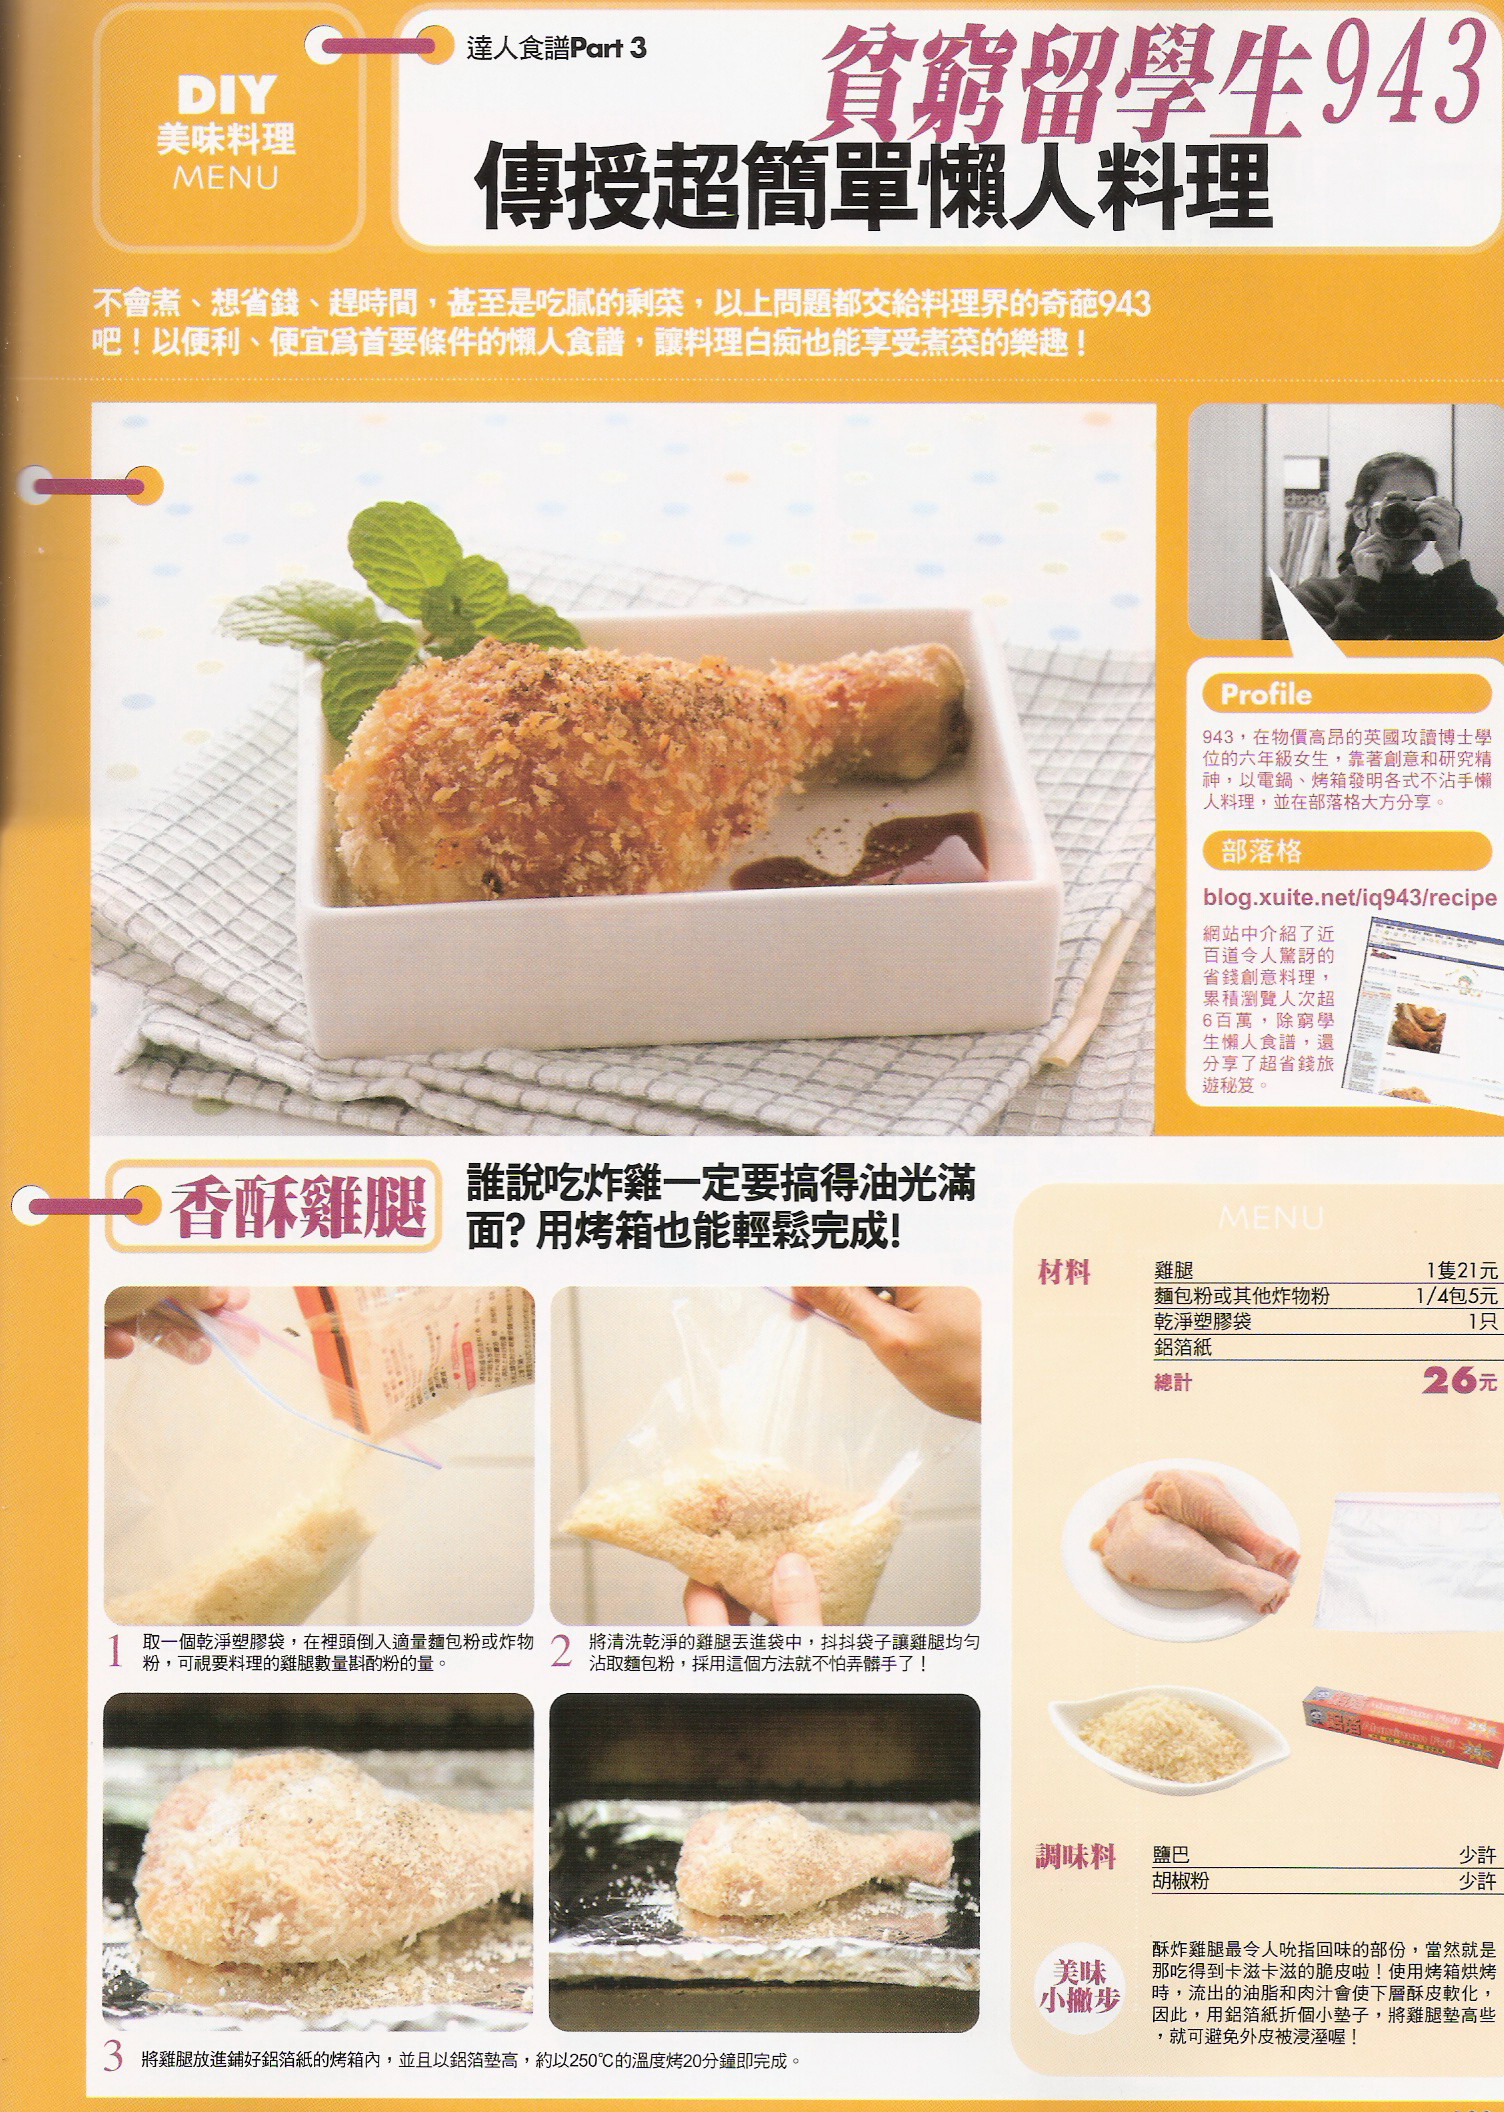 DIY
美味料理
MENU
達人食譜Part 3
貧窮留學生943
傳授超簡單懶人料理
不會煮、想省錢、趕時間，甚至是吃膩的剩菜，以上問題都交給料理界的奇葩943
吧！以便利、便宜為首要條件的懶人食譜，讓料理白痴也能享受煮菜的樂趣！
Profile
943，在物價高昂的英國攻讀博士學
位的六年級女生，靠著創意和研究精
神，以電鍋、烤箱發明各式不沾手懶
人料理，並在部落格大方分享。
部落格
blog.xuite.net/iq943/recipe
網站中介紹了近
百道令人驚訝的
省錢創意料理，
累積瀏覽人次超
6百萬，除窮學
生懶人食譜，還
分享了超省錢旅
遊秘笈。
香酥雞腿
誰說吃炸雞一定要搞得油光滿
面？用烤箱也能輕鬆完成！
1 取一個乾淨塑膠袋，在裡頭倒入適量麵包粉或炸物
粉，可視要料理的雞腿數量斟酌粉的量。
2 將清洗乾淨的雞腿丟進袋中，抖抖袋子讓雞腿均勻
沾取麵包粉，採用這個方法就不怕弄髒手了！
3 將雞腿放進鋪好鋁箔紙的烤箱內，並且以鋁箔墊高，約以250℃的溫度烤20分鐘即完成。
MENU
材料
雞腿 1隻21元
麵包粉或其他炸物粉 1/4包5元
乾淨塑膠袋 1只
鋁箔紙
總計 26元
鋁箔 Aluminum Foil
Aluminum Foil
調味料
鹽巴 少許
胡椒粉 少許
美味
小撇步
酥炸雞腿最令人吮指回味的部份，當然就是
那吃得到卡滋卡滋的脆皮啦！使用烤箱烘烤
時，流出的油脂和肉汁會使下層酥皮軟化，
因此，用鋁箔紙折個小墊子，將雞腿墊高些
，就可避免外皮被浸溼喔！